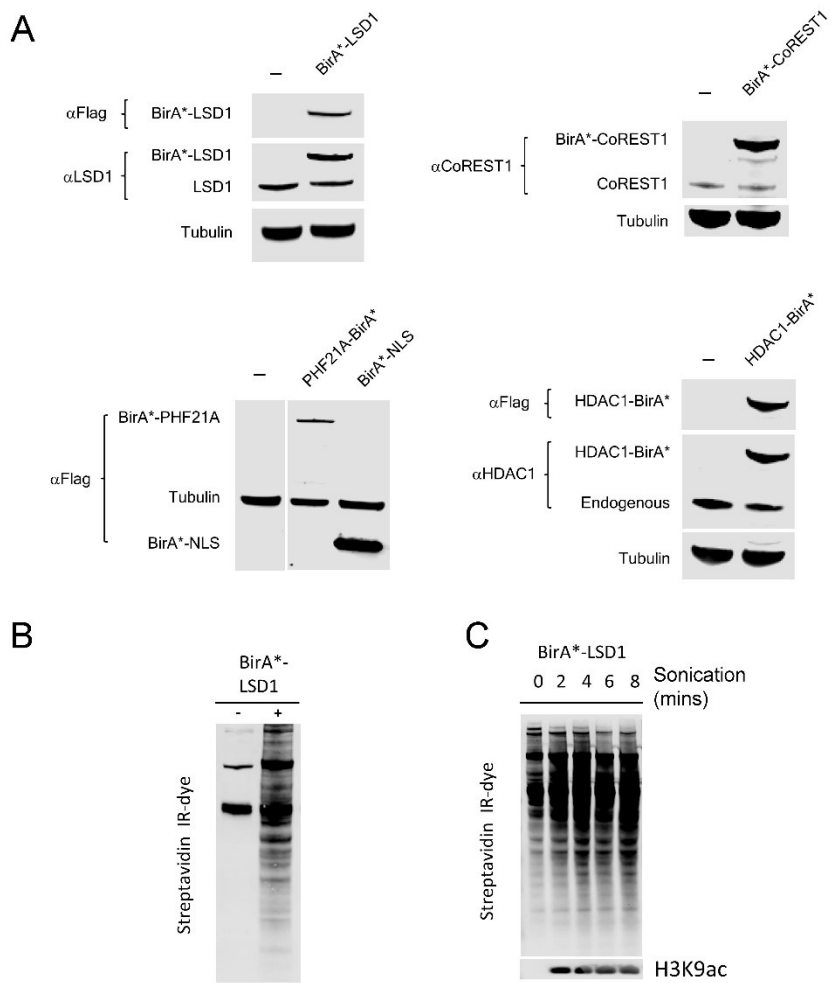 A
–
BirA*-LSD1
αFlag
BirA*-LSD1
αLSD1
BirA*-LSD1
LSD1
Tubulin
–
BirA*-CoREST1
αCoREST1
BirA*-CoREST1
CoREST1
Tubulin
–
PHF21A-BirA*
BirA*-NLS
αFlag
BirA*-PHF21A
Tubulin
BirA*-NLS
–
HDAC1-BirA*
αFlag
HDAC1-BirA*
αHDAC1
HDAC1-BirA*
Endogenous
Tubulin
B
BirA*-
LSD1
- +
Streptavidin IR-dye
C
BirA*-LSD1
0 2 4 6 8 Sonication
(mins)
Streptavidin IR-dye
H3K9ac